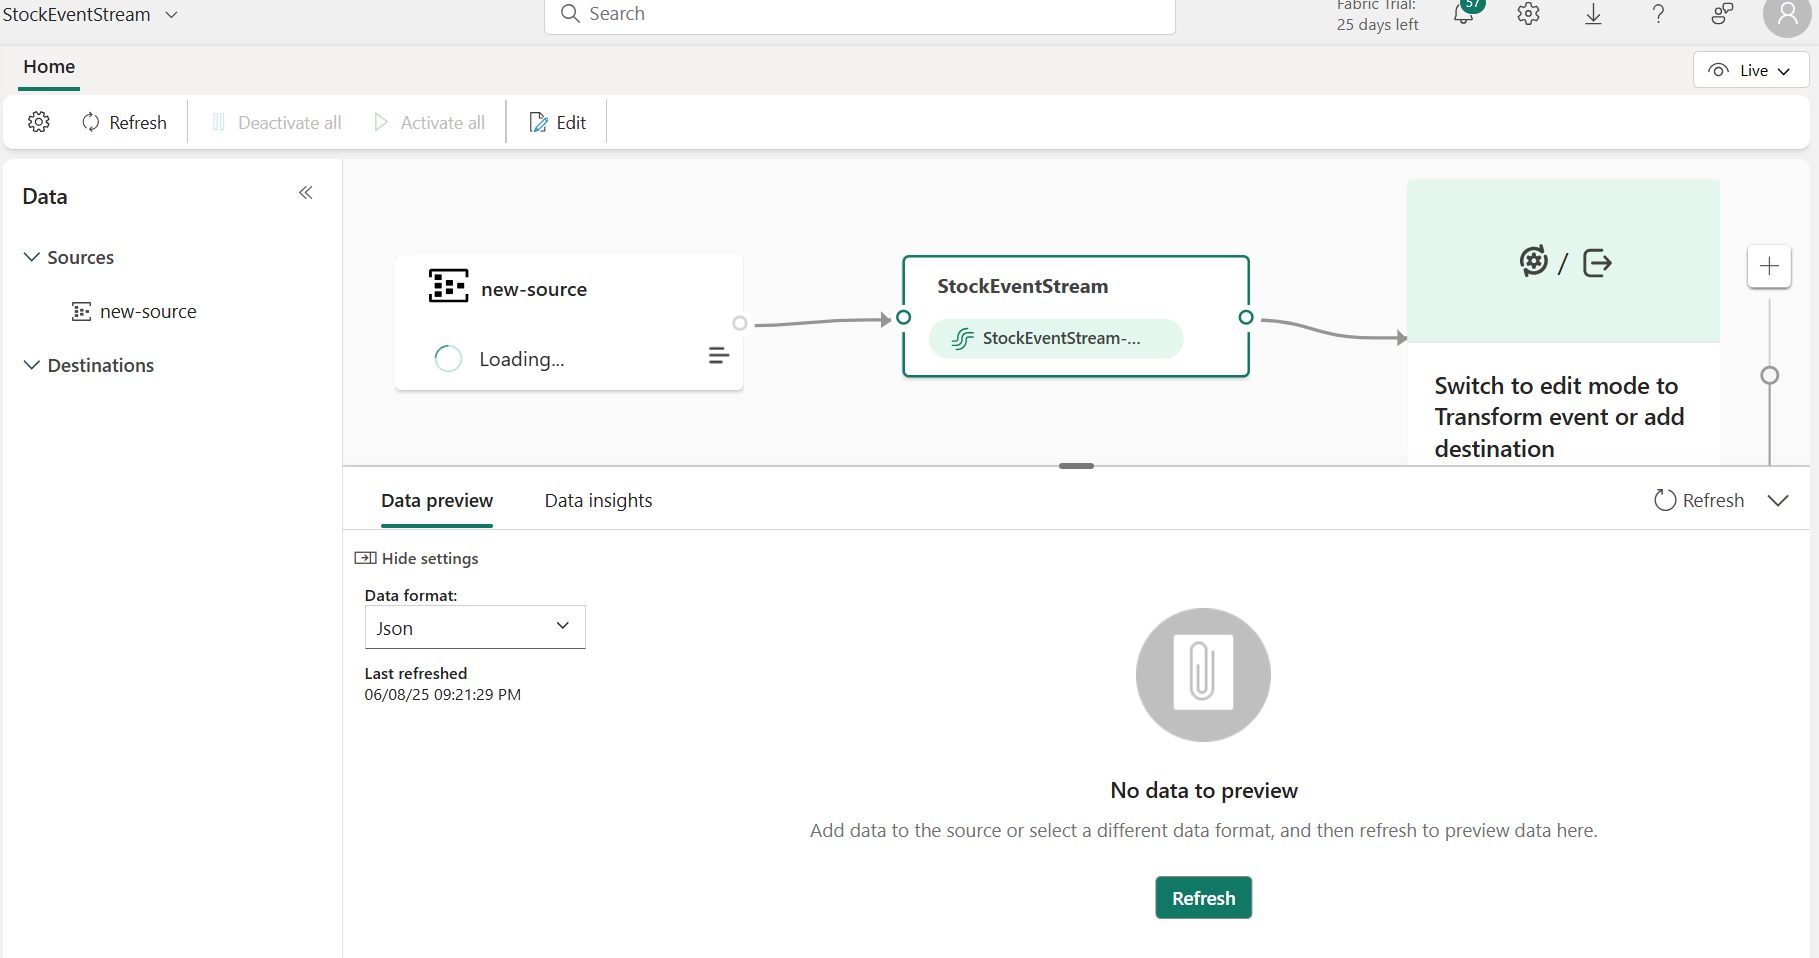 StockEventStream
Search
Fabric Trial:
25 days left
57
Home
Live
Refresh
Deactivate all
Activate all
Edit
Data
Sources
new-source
Destinations
new-source
Loading...
StockEventStream
StockEventStream-...
/
Switch to edit mode to
Transform event or add
destination
Data preview
Data insights
Refresh
Hide settings
Data format:
Json
Last refreshed
06/08/25 09:21:29 PM
No data to preview
Add data to the source or select a different data format, and then refresh to preview data here.
Refresh